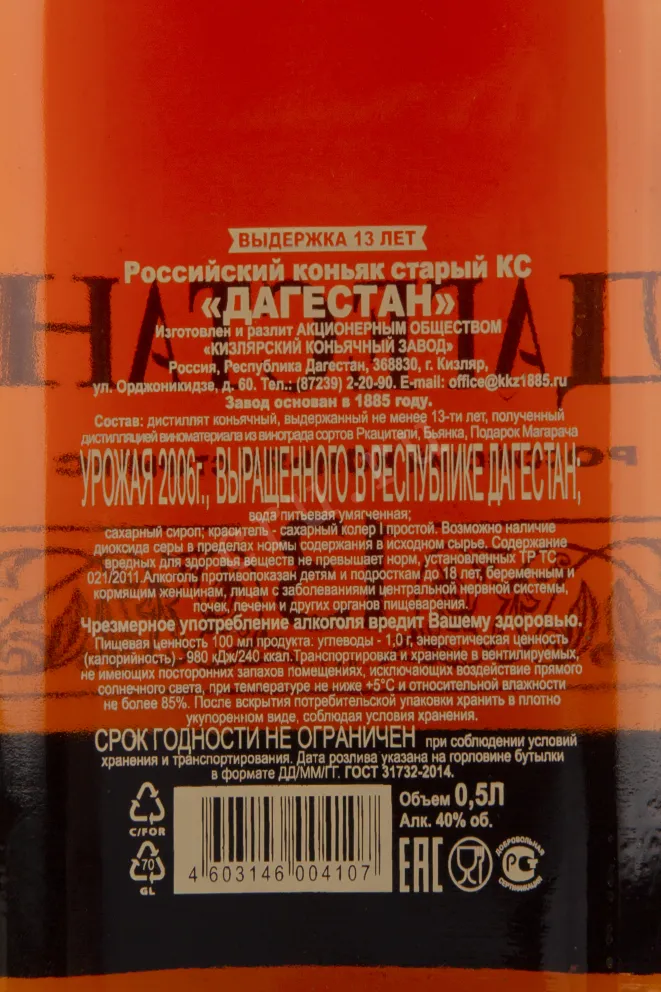 ВЫДЕРЖКА 13 ЛЕТ
Российский коньяк старый КС
«ДАГЕСТАН»
Изготовлен и разлит АКЦИОНЕРНЫМ ОБЩЕСТВОМ
«КИЗЛЯРСКИЙ КОНЬЯЧНЫЙ ЗАВОД»
Россия, Республика Дагестан, 368830, г. Кизляр,
ул. Орджоникидзе, д. 60. Тел.: (87239) 2-20-90. E-mail: office@kkz1885.ru
Завод основан в 1885 году.
Состав: дистиллят коньячный, выдержанный не менее 13-ти лет, полученный
дистилляцией виноматериала из винограда сортов Ркацители, Бьянка, Подарок Магарача
УРОЖАЯ 2006г., ВЫРАЩЕННОГО В РЕСПУБЛИКЕ ДАГЕСТАН;
вода питьевая умягченная;
сахарный сироп; краситель - сахарный колер I простой. Возможно наличие
диоксида серы в пределах нормы содержания в исходном сырье. Содержание
вредных для здоровья веществ не превышает норм, установленных ТР ТС
021/2011.Алкоголь противопоказан детям и подросткам до 18 лет, беременным и
кормящим женщинам, лицам с заболеваниями центральной нервной системы,
почек, печени и других органов пищеварения.
Чрезмерное употребление алкоголя вредит Вашему здоровью.
Пищевая ценность 100 мл продукта: углеводы - 1,0 г, энергетическая ценность
(калорийность) - 980 кДж/240 ккал.Транспортировка и хранение в вентилируемых,
не имеющих посторонних запахов помещениях, исключающих воздействие прямого
солнечного света, при температуре не ниже +5°С и относительной влажности
не более 85%. После вскрытия потребительской упаковки хранить в плотно
укупоренном виде, соблюдая условия хранения.
СРОК ГОДНОСТИ НЕ ОГРАНИЧЕН при соблюдении условий
хранения и транспортирования. Дата розлива указана на горловине бутылки
в формате ДД/ММ/ГГ. ГОСТ 31732-2014.
C/FOR
70
GL
4 603146 004107
Объем 0,5Л
Алк. 40% об.
ЕАС
ДОБРОВОЛЬНАЯ
СЕРТИФИКАЦИЯ